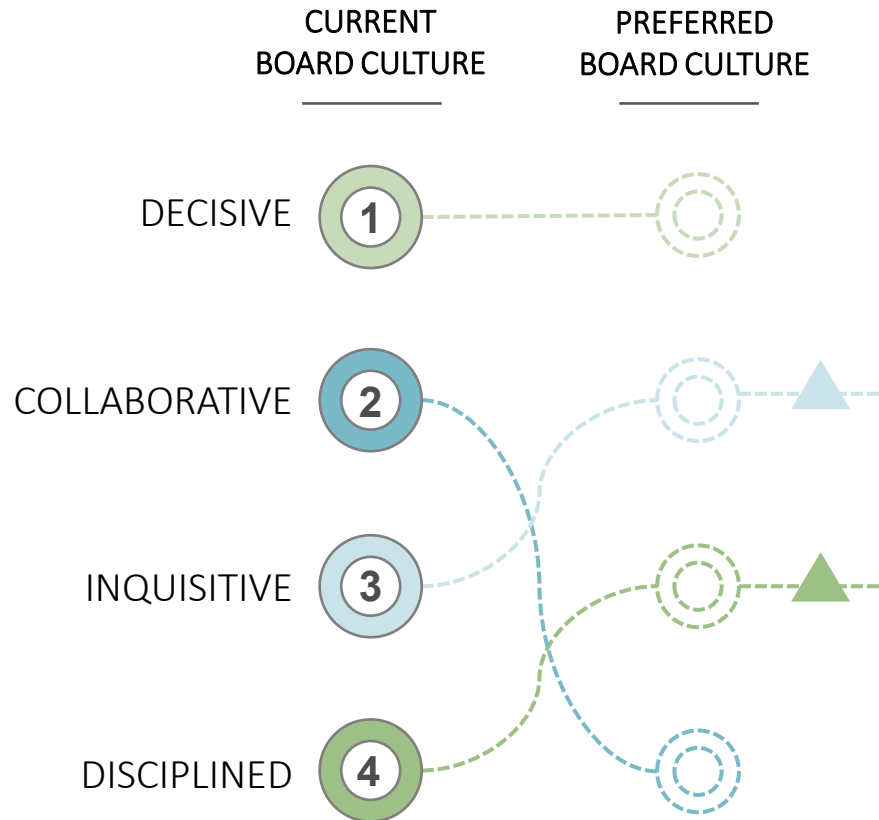 CURRENT
BOARD CULTURE
PREFERRED
BOARD CULTURE
DECISIVE
1
COLLABORATIVE
2
INQUISITIVE
3
DISCIPLINED
4